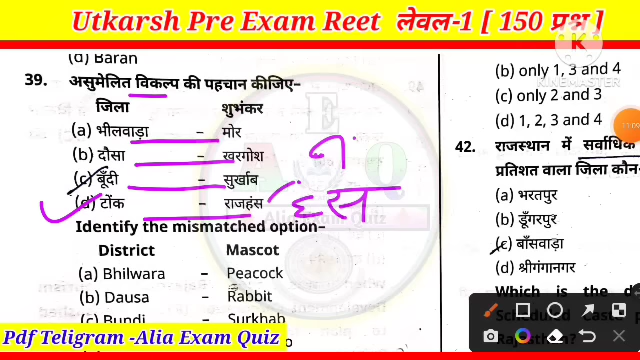 Utkarsh Pre Exam Reet लेवल-1 [ 150 प्रश्न ]
(d) Baran
39. असुमेलित विकल्प की पहचान कीजिए–
जिला शुभंकर
(a) भीलवाड़ा – मोर
(b) दौसा – खरगोश
(c) बूँदी – सुर्खाब
(d) टोंक – राजहंस
हंस
Identify the mismatched option–
District Mascot
(a) Bhilwara – Peacock
(b) Dausa – Rabbit
(c) Bundi – Surkhab
(b) only 1, 3 and 4
(c) only 2 and 3
(d) 1, 2, 3 and 4
42. राजस्थान में सर्वाधिक
प्रतिशत वाला जिला कौन-
(a) भरतपुर
(b) डूँगरपुर
(c) बाँसवाड़ा
(d) श्रीगंगानगर
Which is the d
Pdf Teligram -Alia Exam Quiz
KINEMASTER